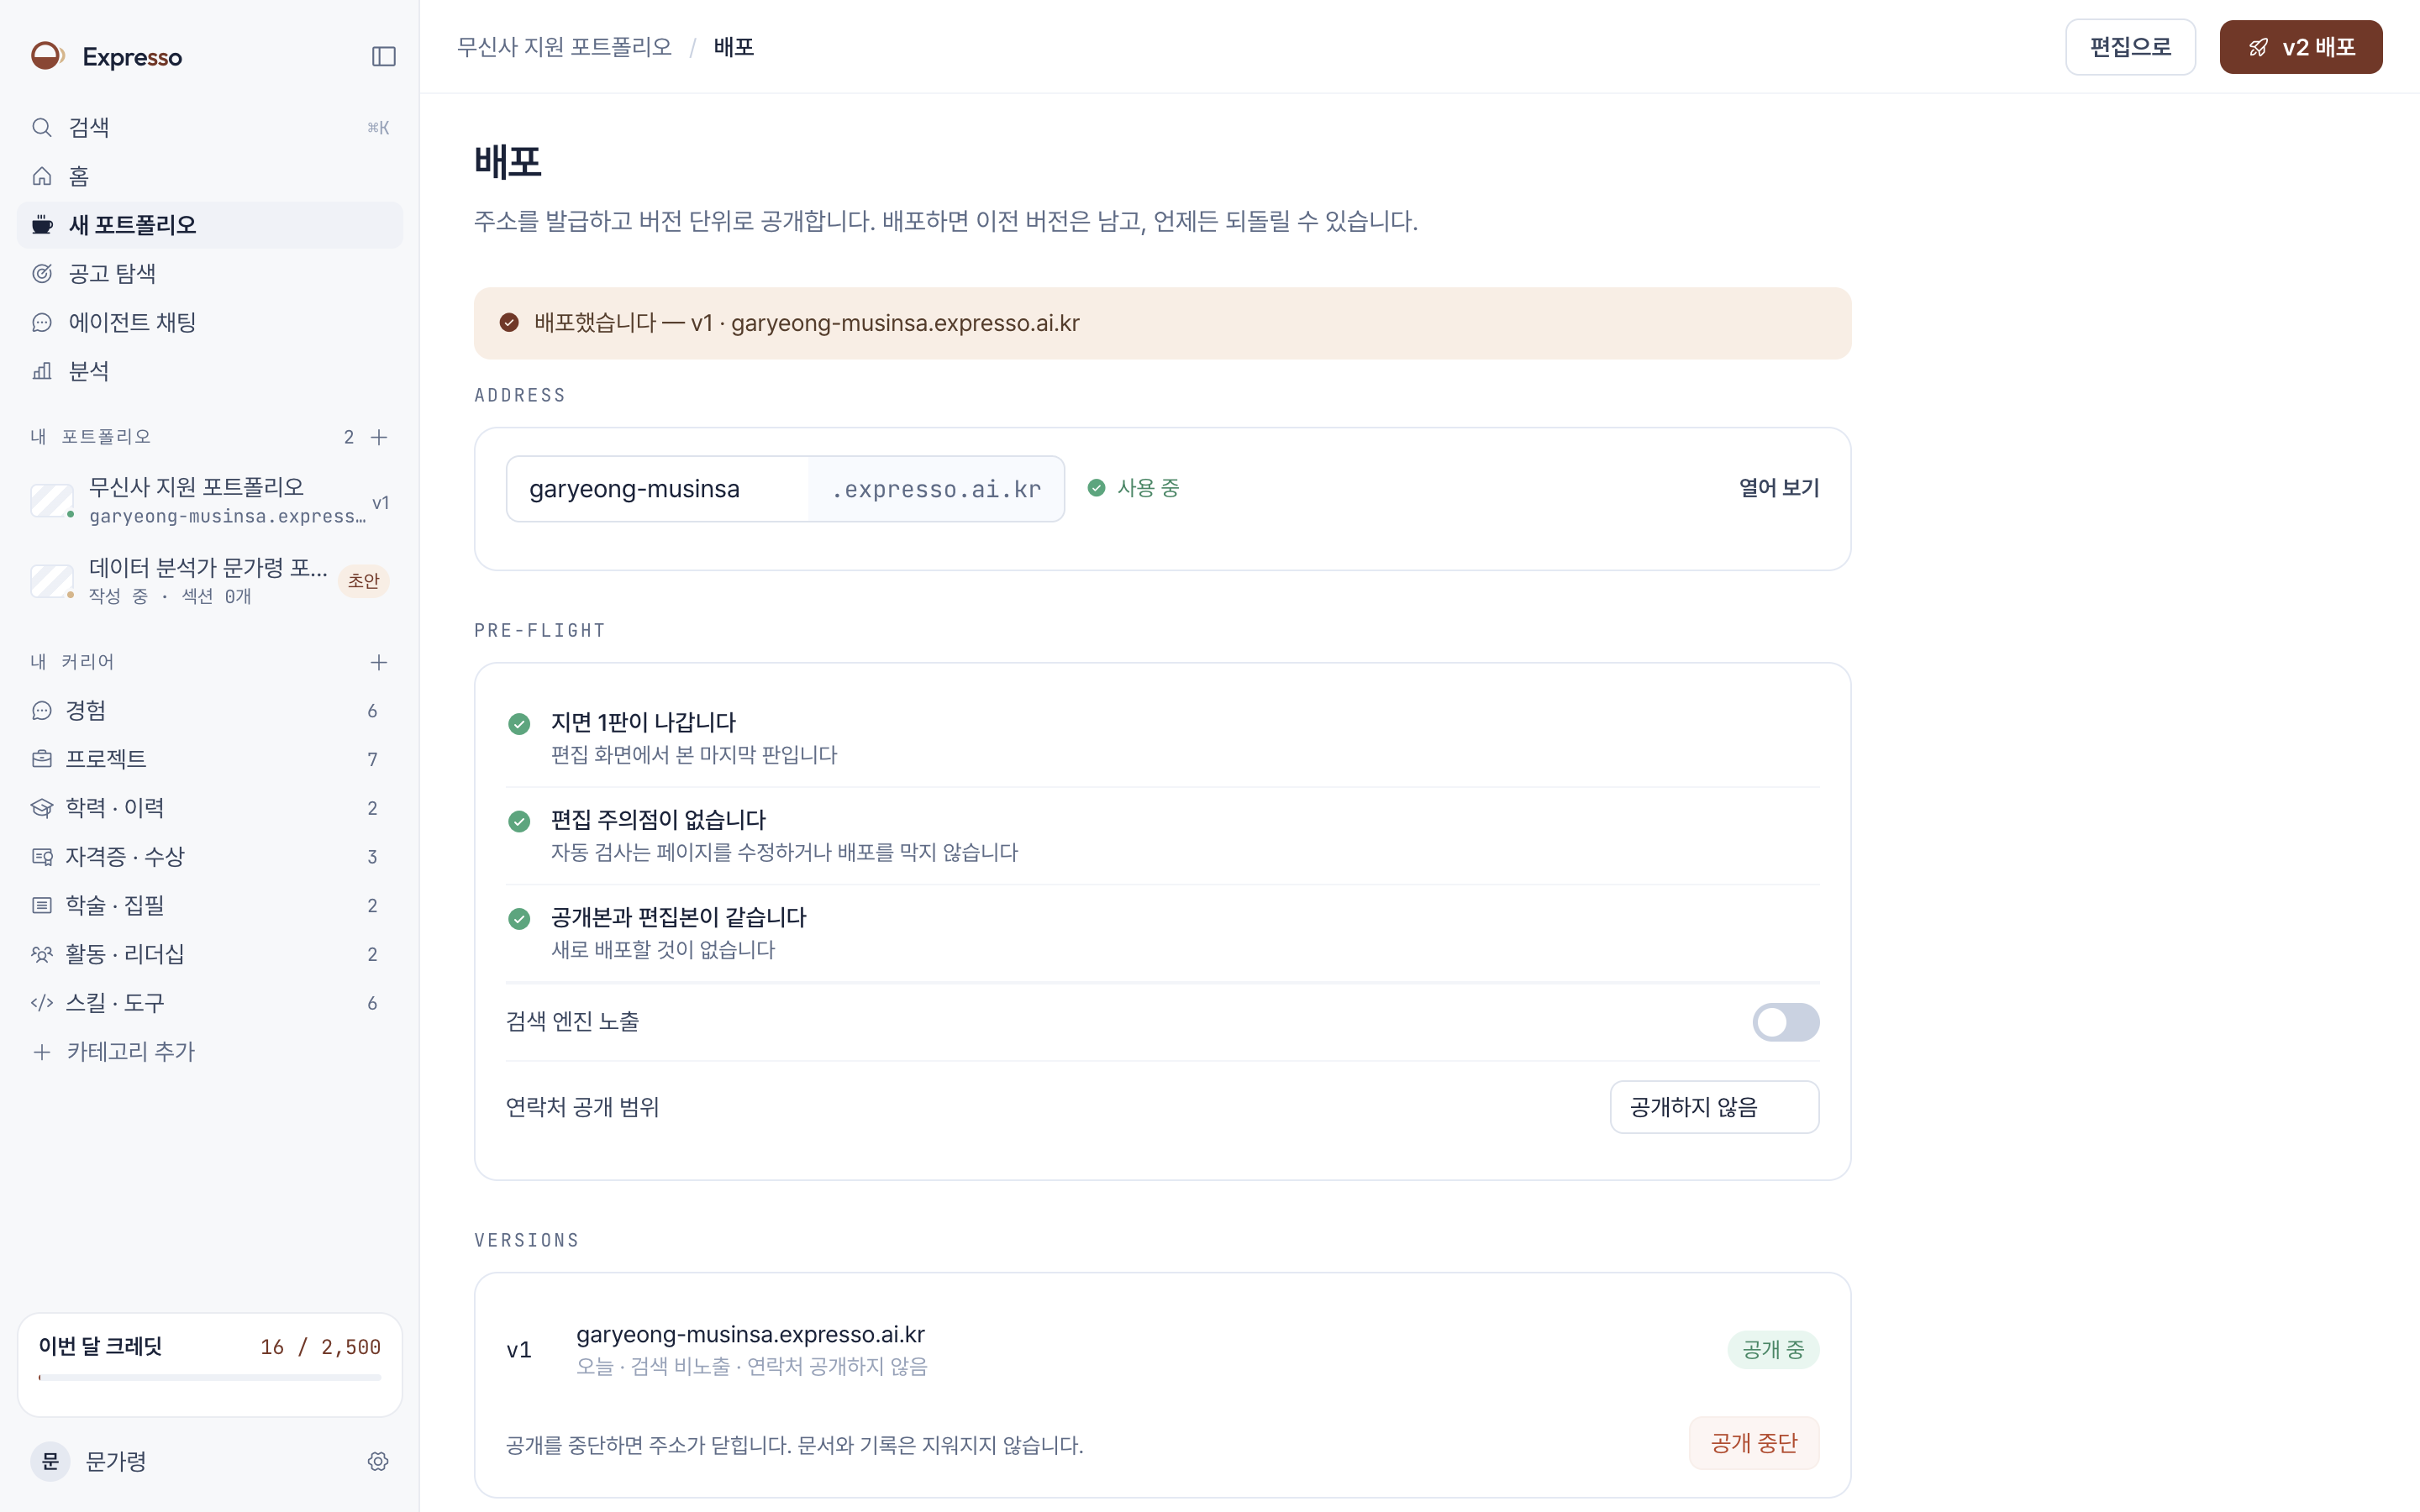 Expresso
검색 ⌘K
홈
새 포트폴리오
공고 탐색
에이전트 채팅
분석
내 포트폴리오 2
무신사 지원 포트폴리오 v1
garyeong-musinsa.express…
데이터 분석가 문가령 포… 초안
작성 중 · 섹션 0개
내 커리어
경험 6
프로젝트 7
학력 · 이력 2
자격증 · 수상 3
학술 · 집필 2
활동 · 리더십 2
스킬 · 도구 6
카테고리 추가
이번 달 크레딧 16 / 2,500
문 문가령
무신사 지원 포트폴리오 / 배포
편집으로
v2 배포
배포
주소를 발급하고 버전 단위로 공개합니다. 배포하면 이전 버전은 남고, 언제든 되돌릴 수 있습니다.
배포했습니다 — v1 · garyeong-musinsa.expresso.ai.kr
ADDRESS
garyeong-musinsa .expresso.ai.kr 사용 중 열어 보기
PRE-FLIGHT
지면 1판이 나갑니다
편집 화면에서 본 마지막 판입니다
편집 주의점이 없습니다
자동 검사는 페이지를 수정하거나 배포를 막지 않습니다
공개본과 편집본이 같습니다
새로 배포할 것이 없습니다
검색 엔진 노출
연락처 공개 범위 공개하지 않음
VERSIONS
v1 garyeong-musinsa.expresso.ai.kr 공개 중
오늘 · 검색 비노출 · 연락처 공개하지 않음
공개를 중단하면 주소가 닫힙니다. 문서와 기록은 지워지지 않습니다. 공개 중단